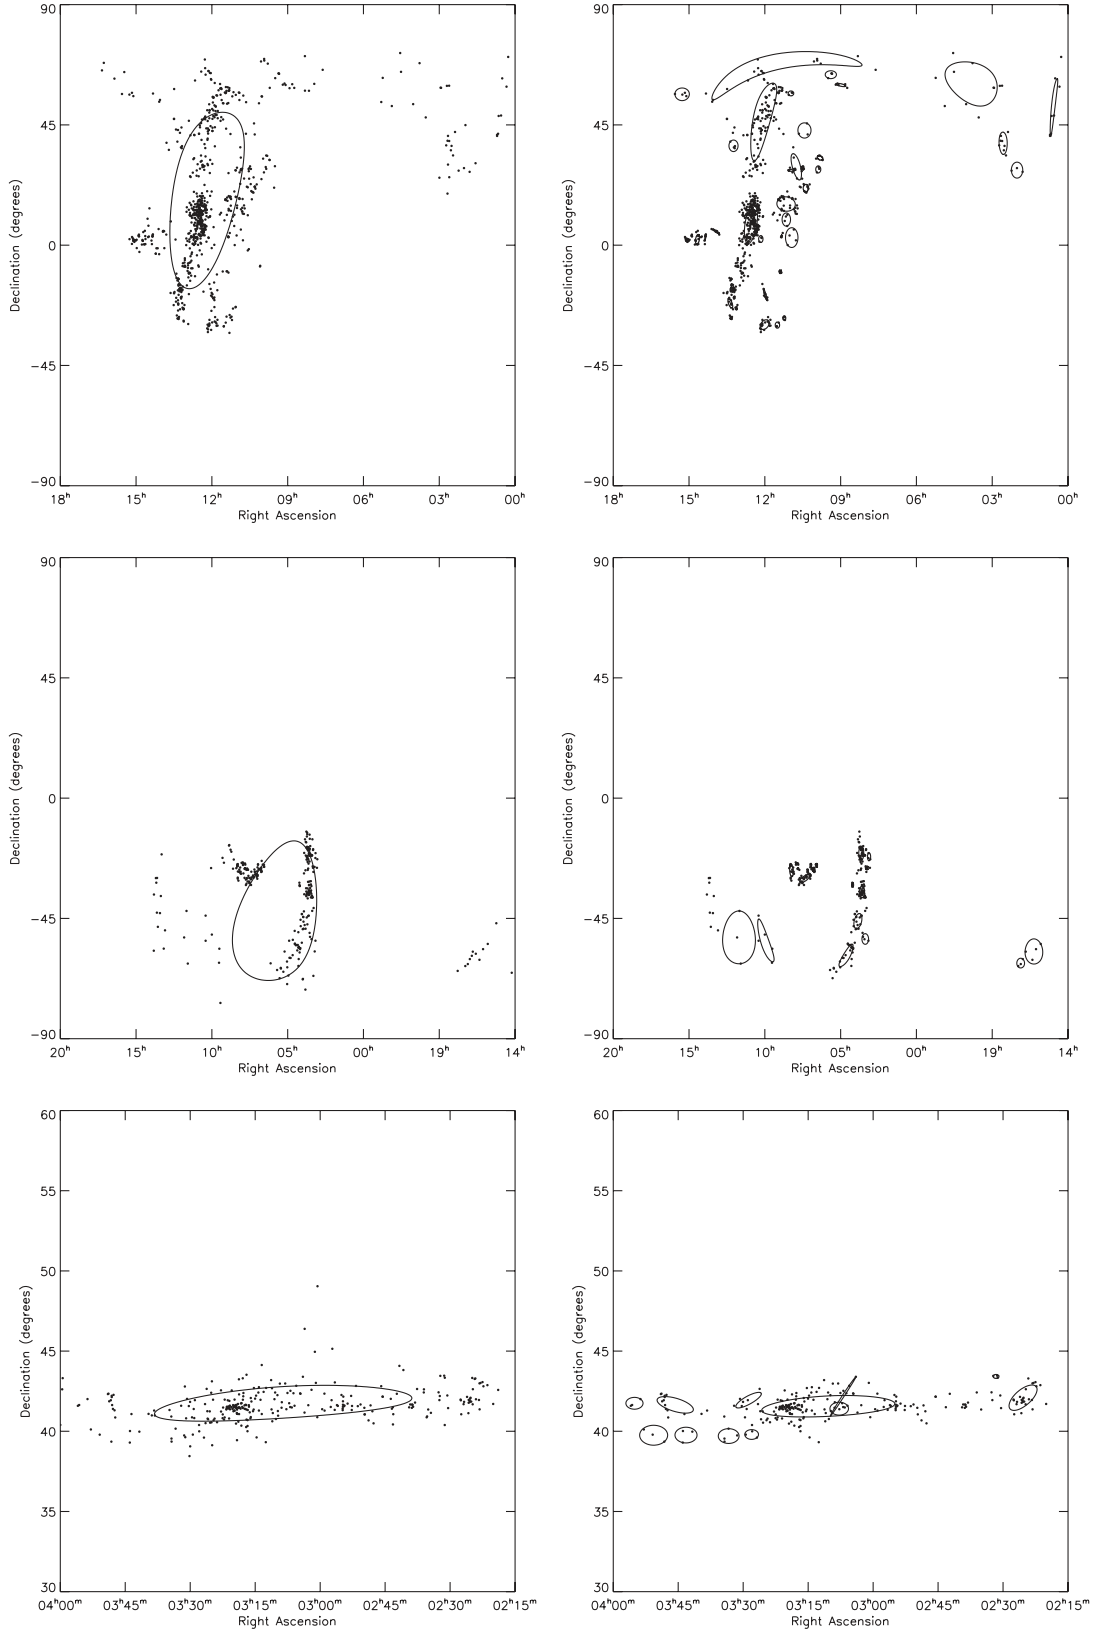 90
45
0
−45
−90
Declination (degrees)
18ʰ 15ʰ 12ʰ 09ʰ 06ʰ 03ʰ 00ʰ
Right Ascension
90
45
0
−45
−90
Declination (degrees)
18ʰ 15ʰ 12ʰ 09ʰ 06ʰ 03ʰ 00ʰ
Right Ascension
90
45
0
−45
−90
Declination (degrees)
20ʰ 15ʰ 10ʰ 05ʰ 00ʰ 19ʰ 14ʰ
Right Ascension
90
45
0
−45
−90
Declination (degrees)
20ʰ 15ʰ 10ʰ 05ʰ 00ʰ 19ʰ 14ʰ
Right Ascension
60
55
50
45
40
35
30
Declination (degrees)
04ʰ00ᵐ 03ʰ45ᵐ 03ʰ30ᵐ 03ʰ15ᵐ 03ʰ00ᵐ 02ʰ45ᵐ 02ʰ30ᵐ 02ʰ15ᵐ
Right Ascension
60
55
50
45
40
35
30
Declination (degrees)
04ʰ00ᵐ 03ʰ45ᵐ 03ʰ30ᵐ 03ʰ15ᵐ 03ʰ00ᵐ 02ʰ45ᵐ 02ʰ30ᵐ 02ʰ15ᵐ
Right Ascension